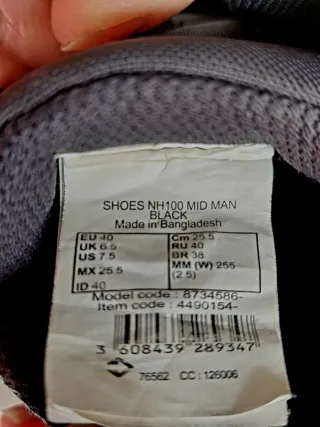 SHOES NH100 MID MAN
BLACK
Made in Bangladesh
EU 40 Cm 25.5
UK 6.5 RU 40
US 7.5 BR 38
MX 25.5 MM (W) 255
(2.5)
ID 40
Model code : 8734586-
Item code : 4490154-
3 608439 289347
76562 CC : 126006